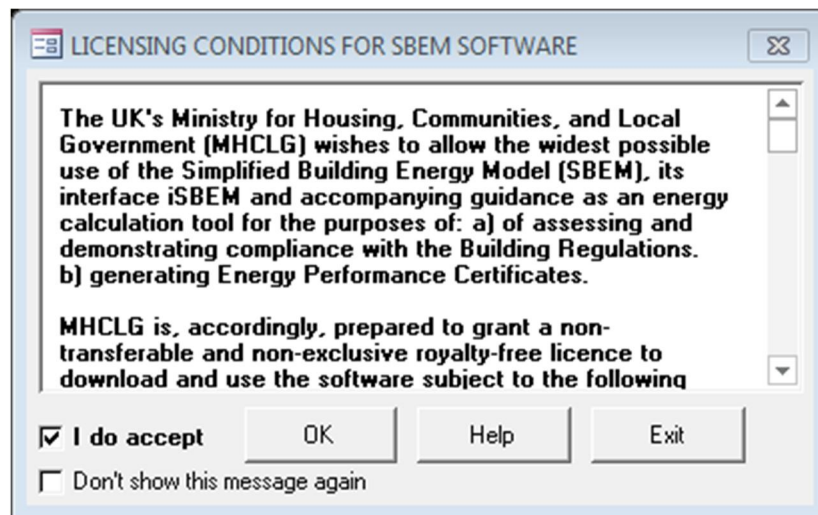 LICENSING CONDITIONS FOR SBEM SOFTWARE
The UK's Ministry for Housing, Communities, and Local
Government (MHCLG) wishes to allow the widest possible
use of the Simplified Building Energy Model (SBEM), its
interface iSBEM and accompanying guidance as an energy
calculation tool for the purposes of: a) of assessing and
demonstrating compliance with the Building Regulations.
b) generating Energy Performance Certificates.
MHCLG is, accordingly, prepared to grant a non-
transferable and non-exclusive royalty-free licence to
download and use the software subject to the following
I do accept
OK
Help
Exit
Don't show this message again